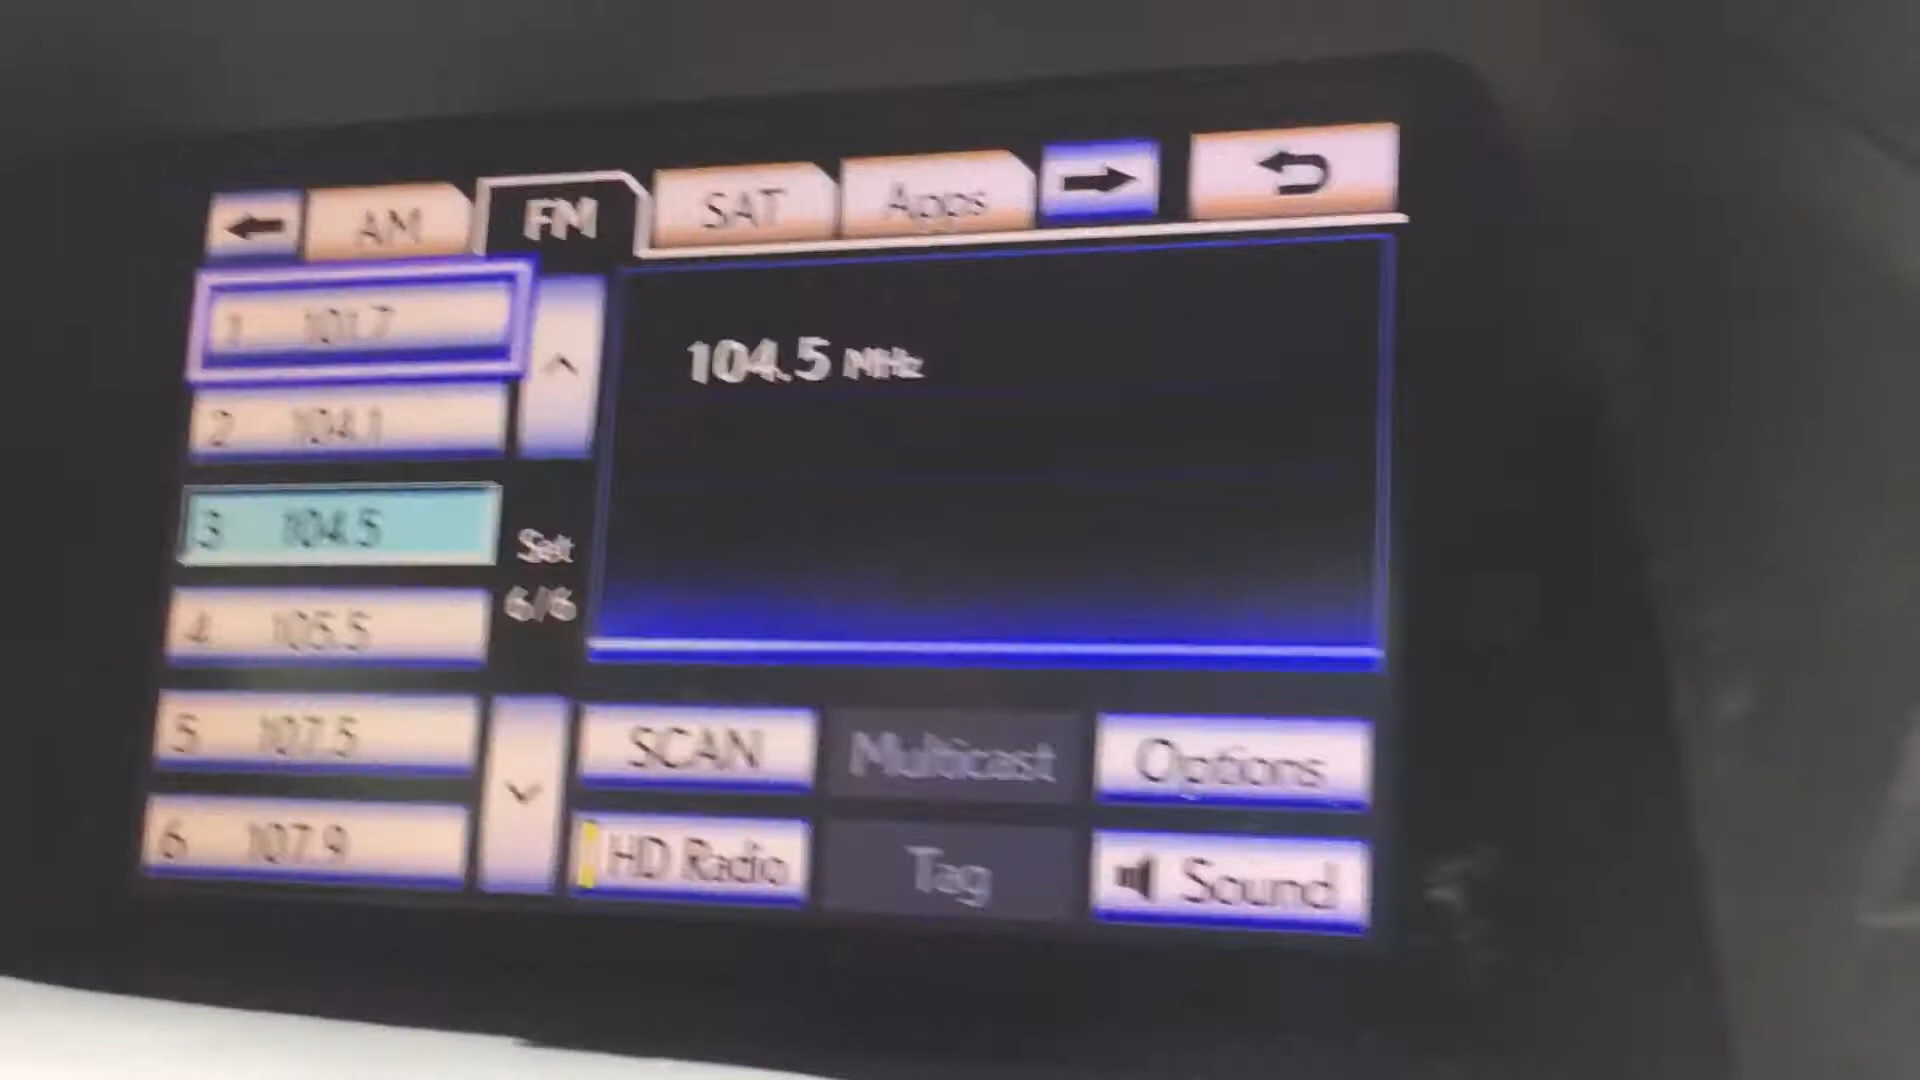 AM FM SAT Apps
1 101.7
2 104.1
3 104.5
4 105.5
5 107.5
6 107.9
Set
6/6
104.5 MHz
SCAN Multicast Options
HD Radio Tag Sound